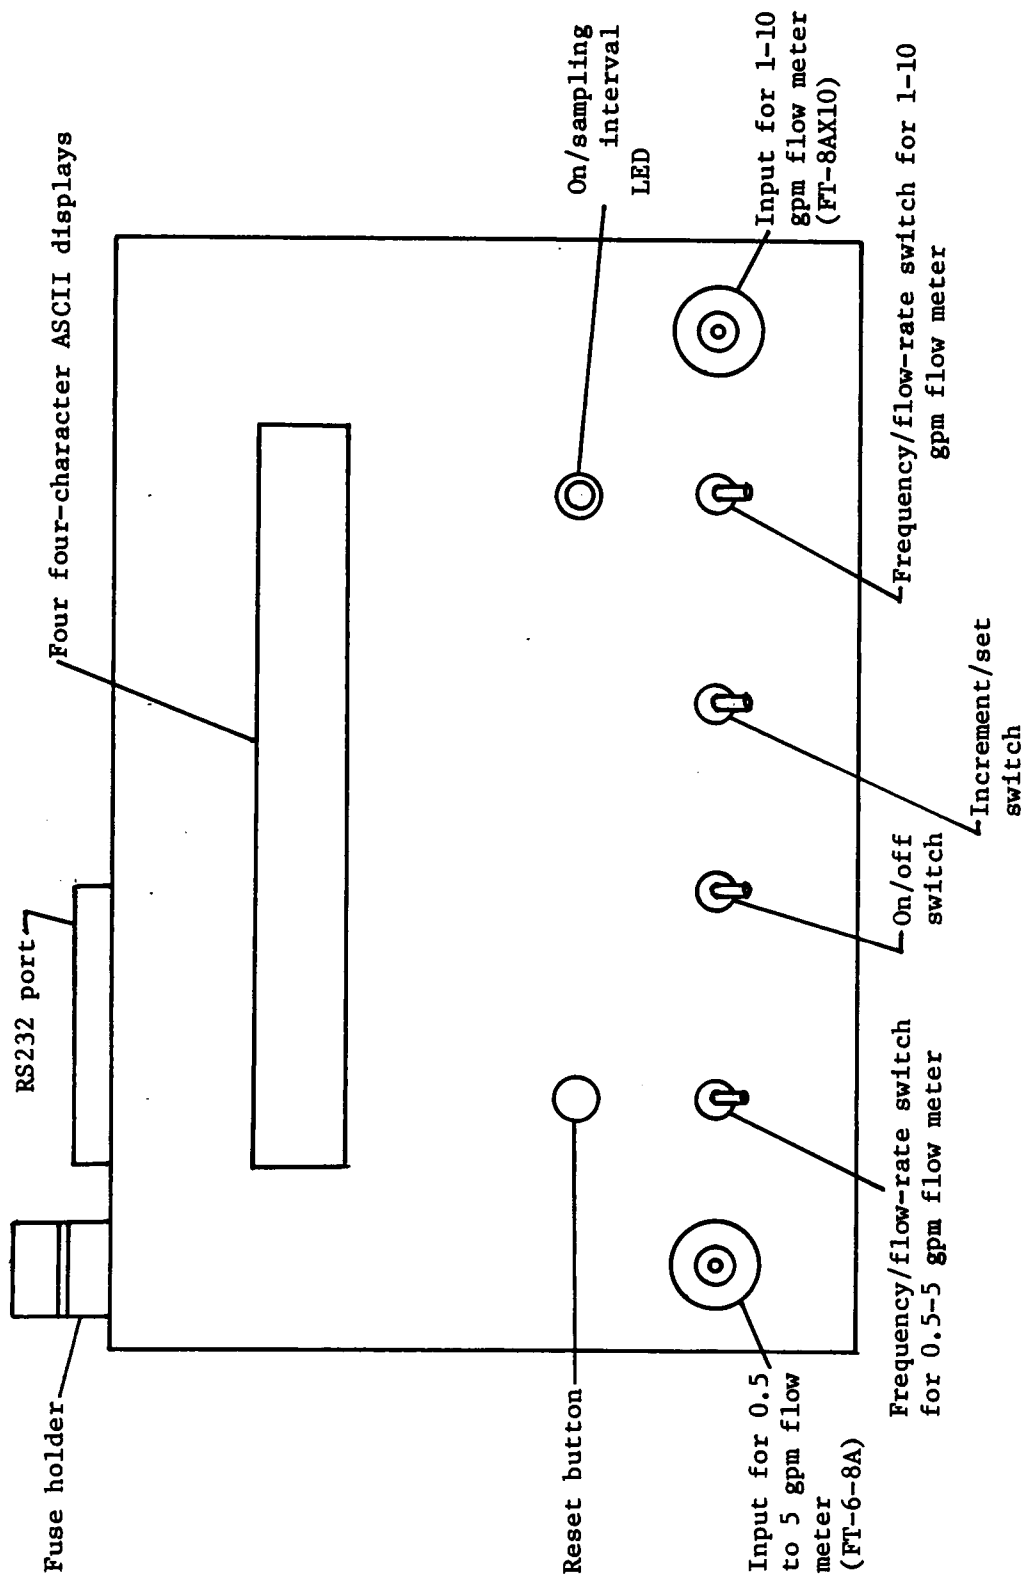 Fuse holder
RS232 port
Four four-character ASCII displays
Reset button
On/sampling
interval
LED
Input for 0.5
to 5 gpm flow
meter
(FT-6-8A)
Frequency/flow-rate switch
for 0.5-5 gpm flow meter
On/off
switch
Increment/set
switch
Frequency/flow-rate switch for 1-10
gpm flow meter
Input for 1-10
gpm flow meter
(FT-8AX10)